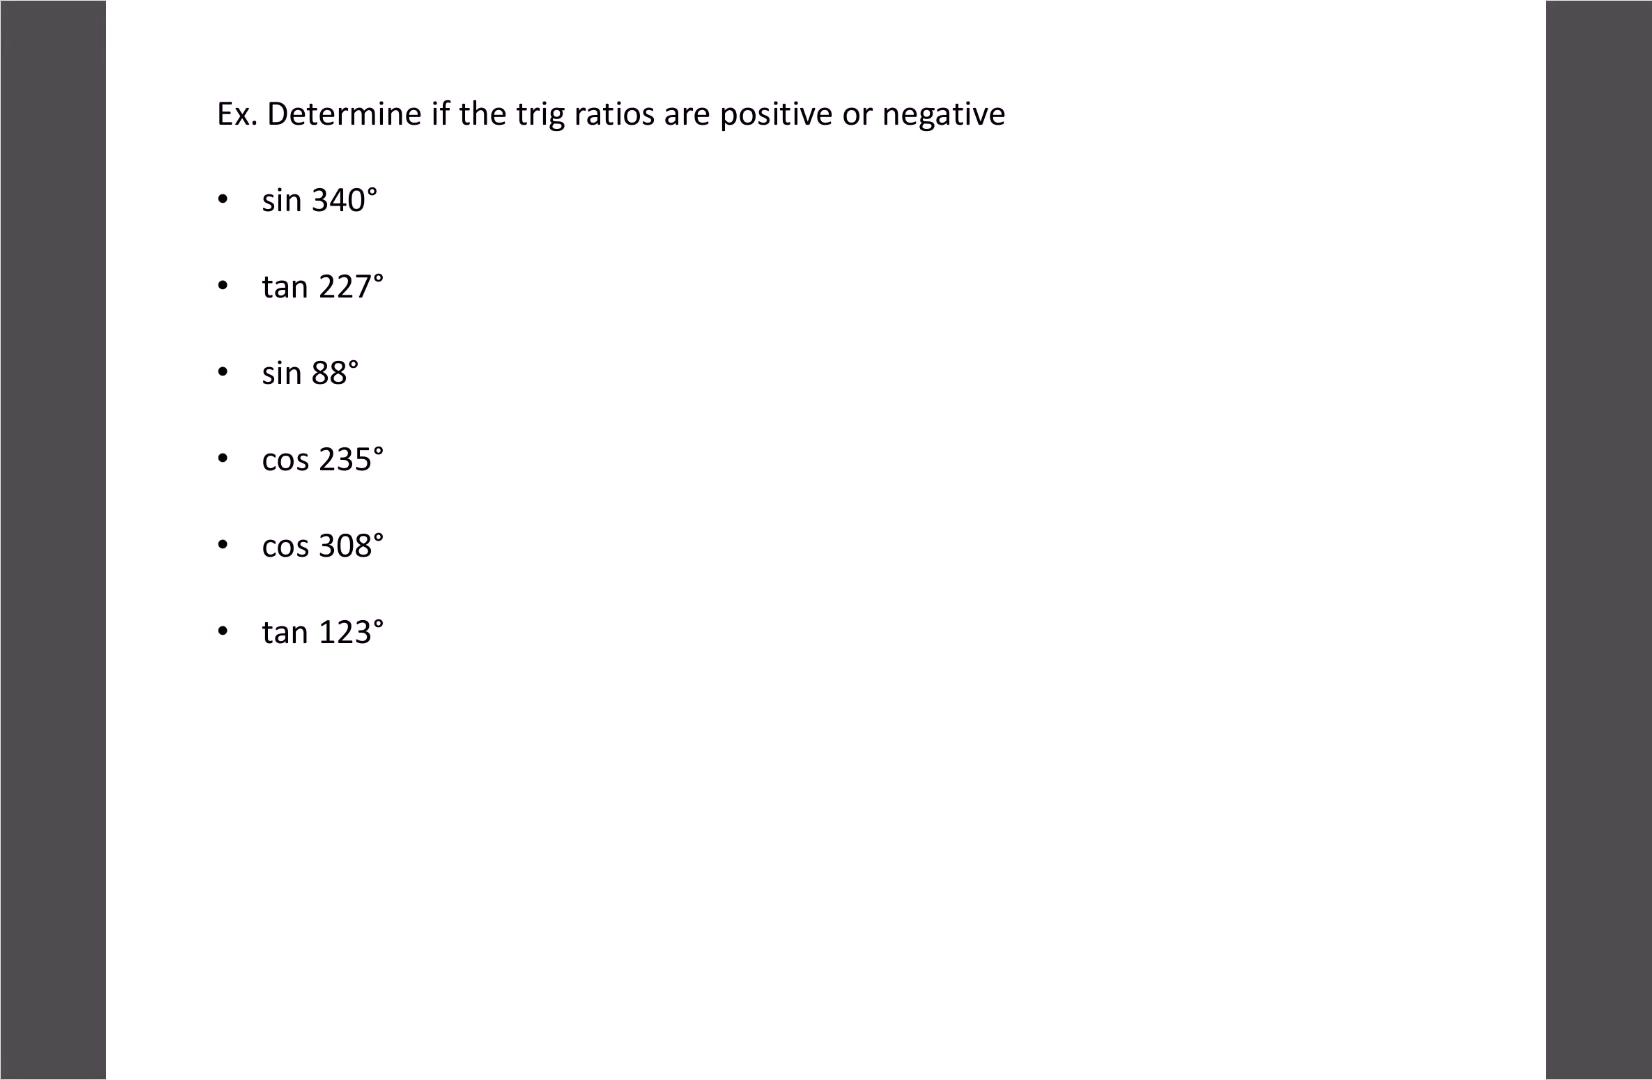 Ex. Determine if the trig ratios are positive or negative
• sin 340°
• tan 227°
• sin 88°
• cos 235°
• cos 308°
• tan 123°